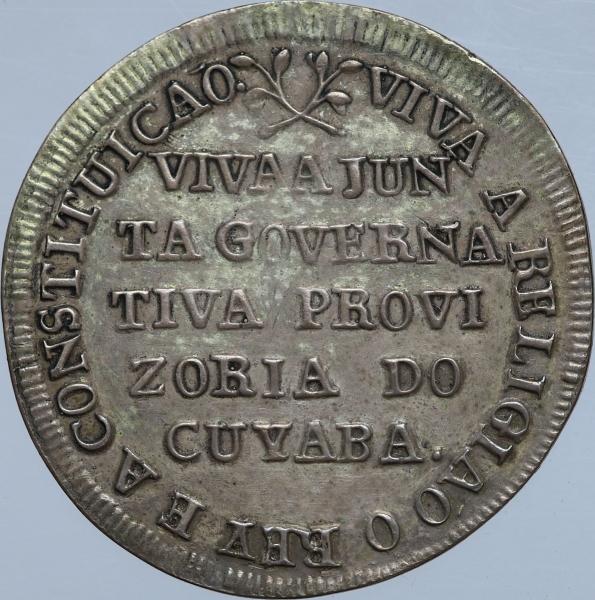 VIVA A RELIGIAO O REY E A CONSTITUICAO.
VIVA A JUN
TA GOVERNA
TIVA PROVI
ZORIA DO
CUYABA.